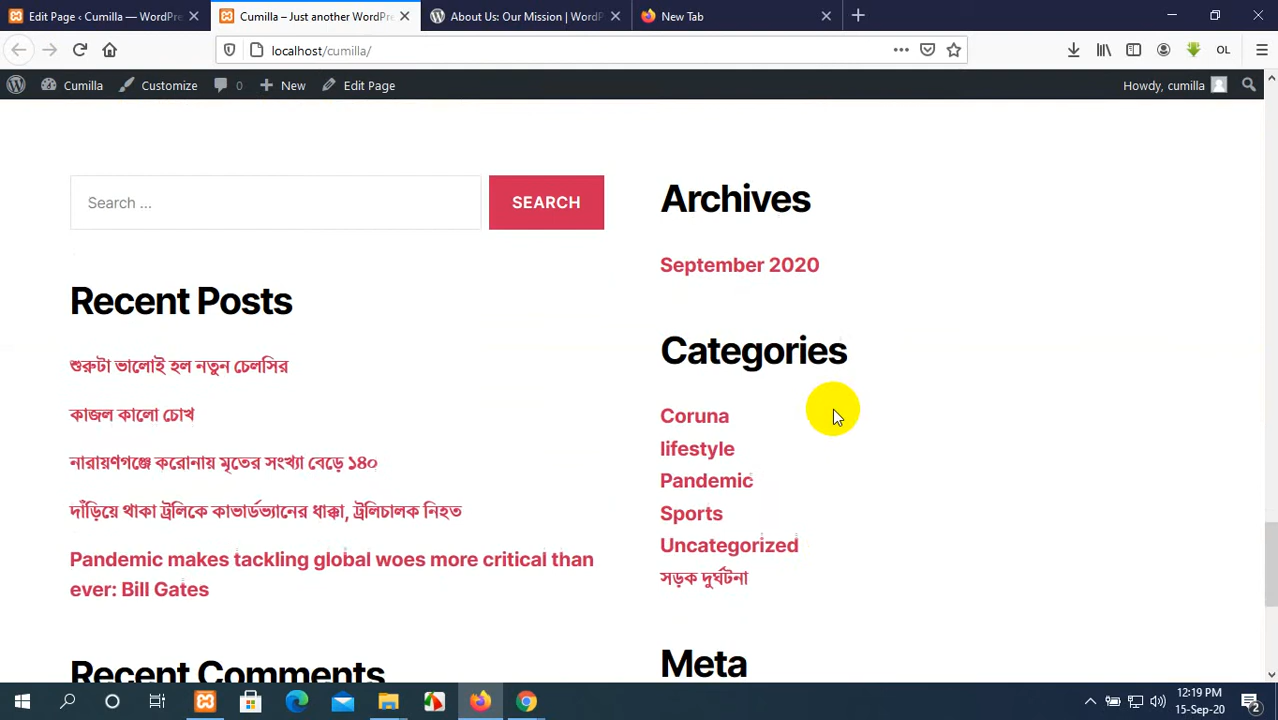 Edit Page ‹ Cumilla — WordPre
Cumilla – Just another WordPre
About Us: Our Mission | WordP
New Tab
localhost/cumilla/
OL
Cumilla
Customize
0
New
Edit Page
Howdy, cumilla
Search …
SEARCH
Archives
September 2020
Recent Posts
Categories
শুরুটা ভালোই হল নতুন চেলসির
কাজল কালো চোখ
নারায়ণগঞ্জে করোনায় মৃতের সংখ্যা বেড়ে ১৪০
দাঁড়িয়ে থাকা ট্রলিকে কাভার্ডভ্যানের ধাক্কা, ট্রলিচালক নিহত
Pandemic makes tackling global woes more critical than
ever: Bill Gates
Coruna
lifestyle
Pandemic
Sports
Uncategorized
সড়ক দুর্ঘটনা
Recent Comments
Meta
12:19 PM
15-Sep-20
2